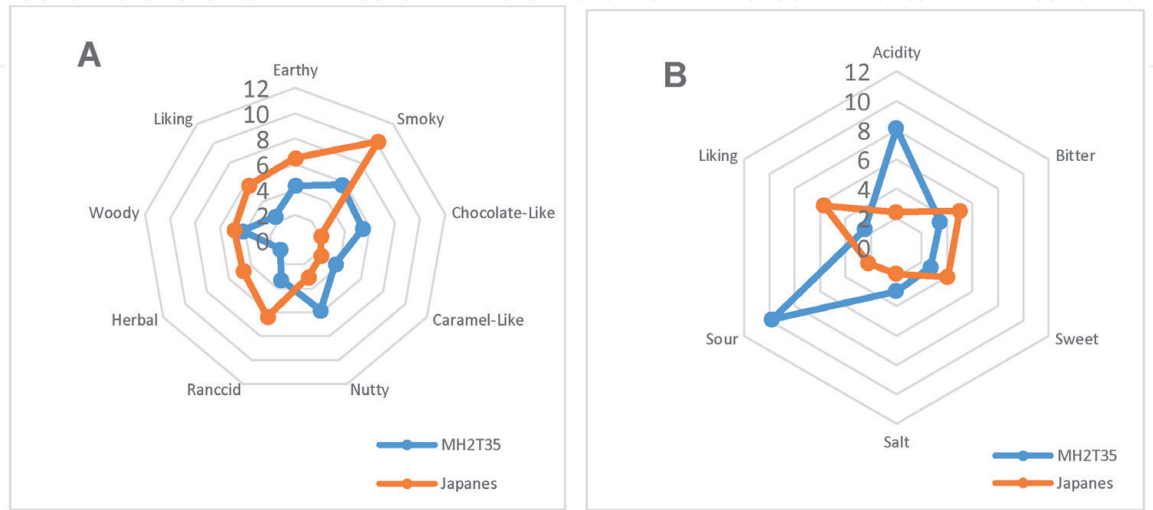 A
Earthy
12
10
8
6
4
2
0
Smoky
Chocolate-Like
Caramel-Like
Nutty
Ranccid
Herbal
Woody
Liking
MH2T35
Japanes
B
Acidity
12
10
8
6
4
2
0
Bitter
Sweet
Salt
Sour
Liking
MH2T35
Japanes